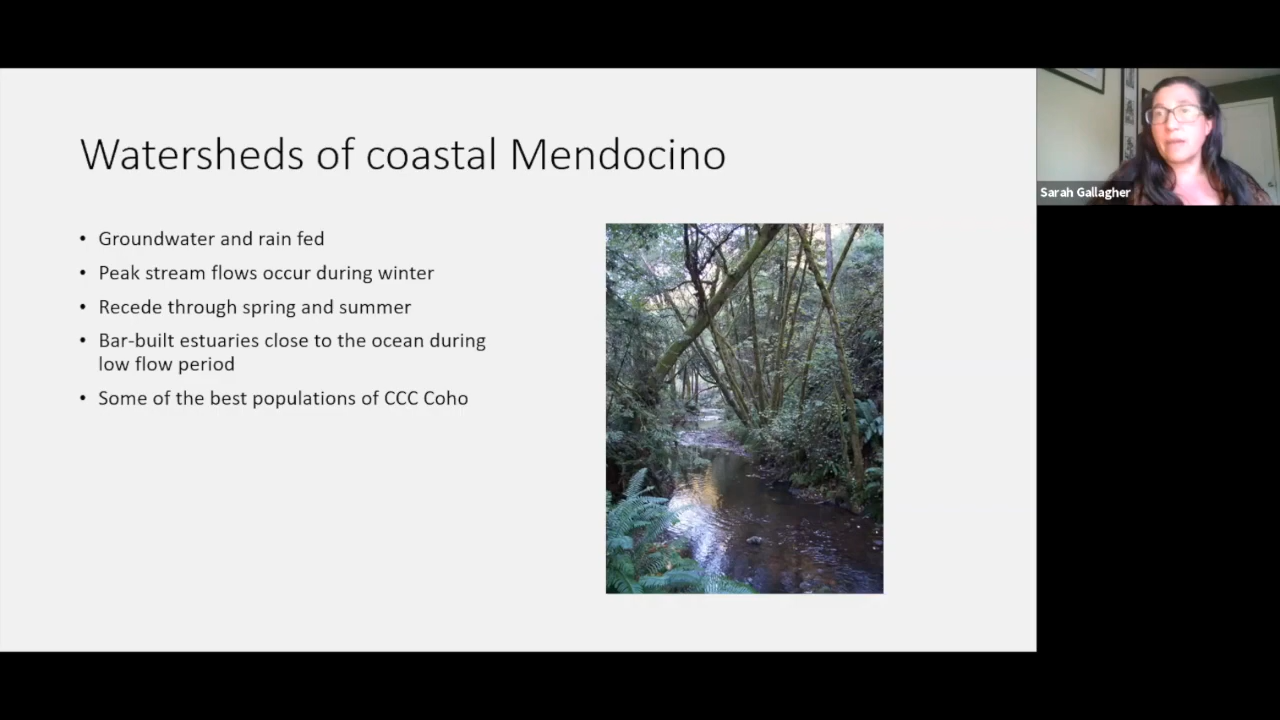 Watersheds of coastal Mendocino
• Groundwater and rain fed
• Peak stream flows occur during winter
• Recede through spring and summer
• Bar-built estuaries close to the ocean during
low flow period
• Some of the best populations of CCC Coho
Sarah Gallagher